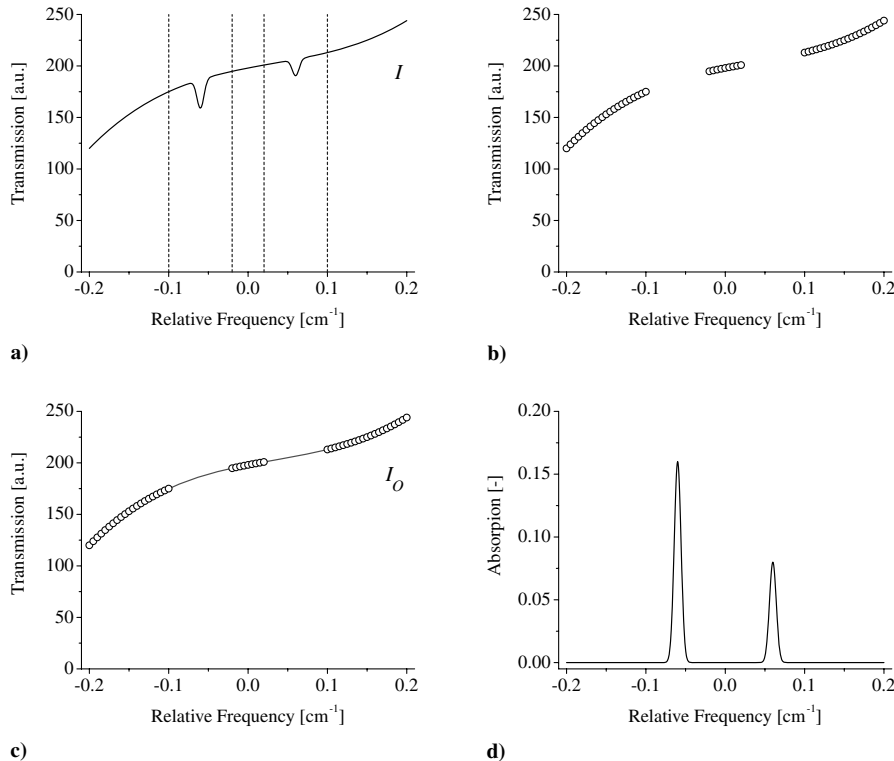 250
200
150
100
50
0
Transmission [a.u.]
I
-0.2 -0.1 0.0 0.1 0.2
Relative Frequency [cm-1]
a)
250
200
150
100
50
0
Transmission [a.u.]
-0.2 -0.1 0.0 0.1 0.2
Relative Frequency [cm-1]
b)
250
200
150
100
50
0
Transmission [a.u.]
IO
-0.2 -0.1 0.0 0.1 0.2
Relative Frequency [cm-1]
c)
0.20
0.15
0.10
0.05
0.00
Absorpion [-]
-0.2 -0.1 0.0 0.1 0.2
Relative Frequency [cm-1]
d)